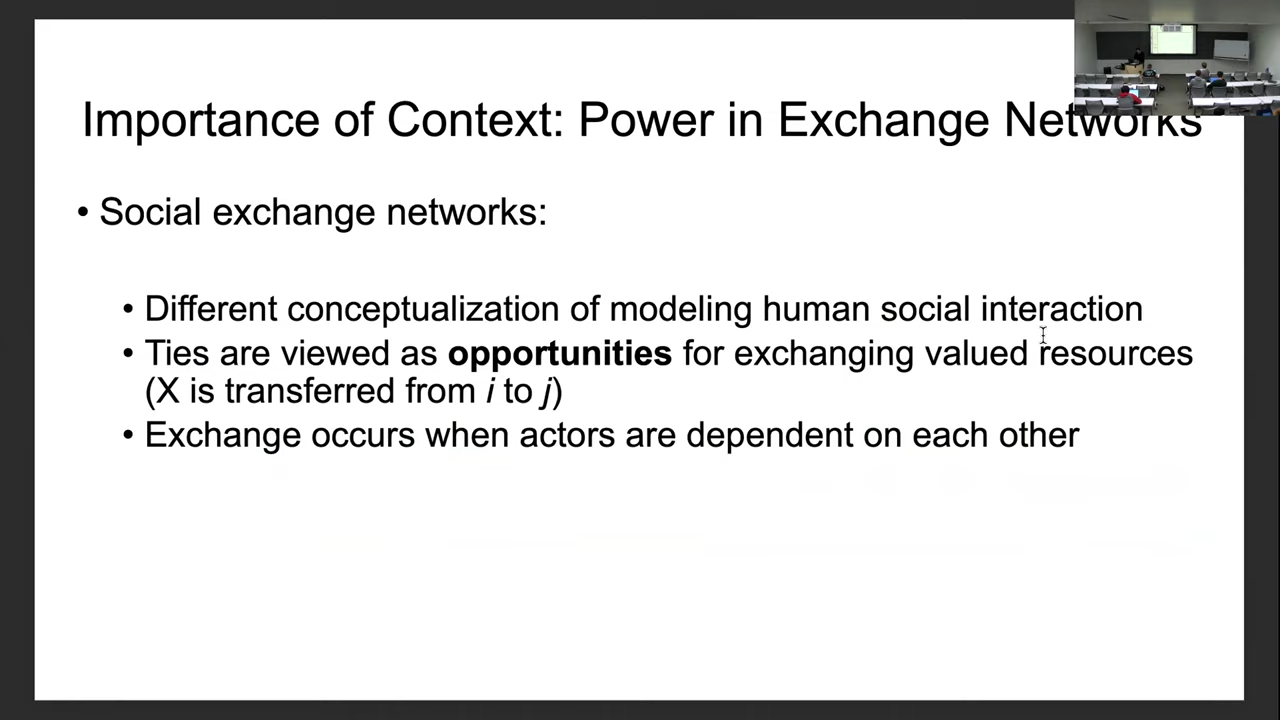 Importance of Context: Power in Exchange Networks
• Social exchange networks:
• Different conceptualization of modeling human social interaction
• Ties are viewed as opportunities for exchanging valued resources
(X is transferred from i to j)
• Exchange occurs when actors are dependent on each other